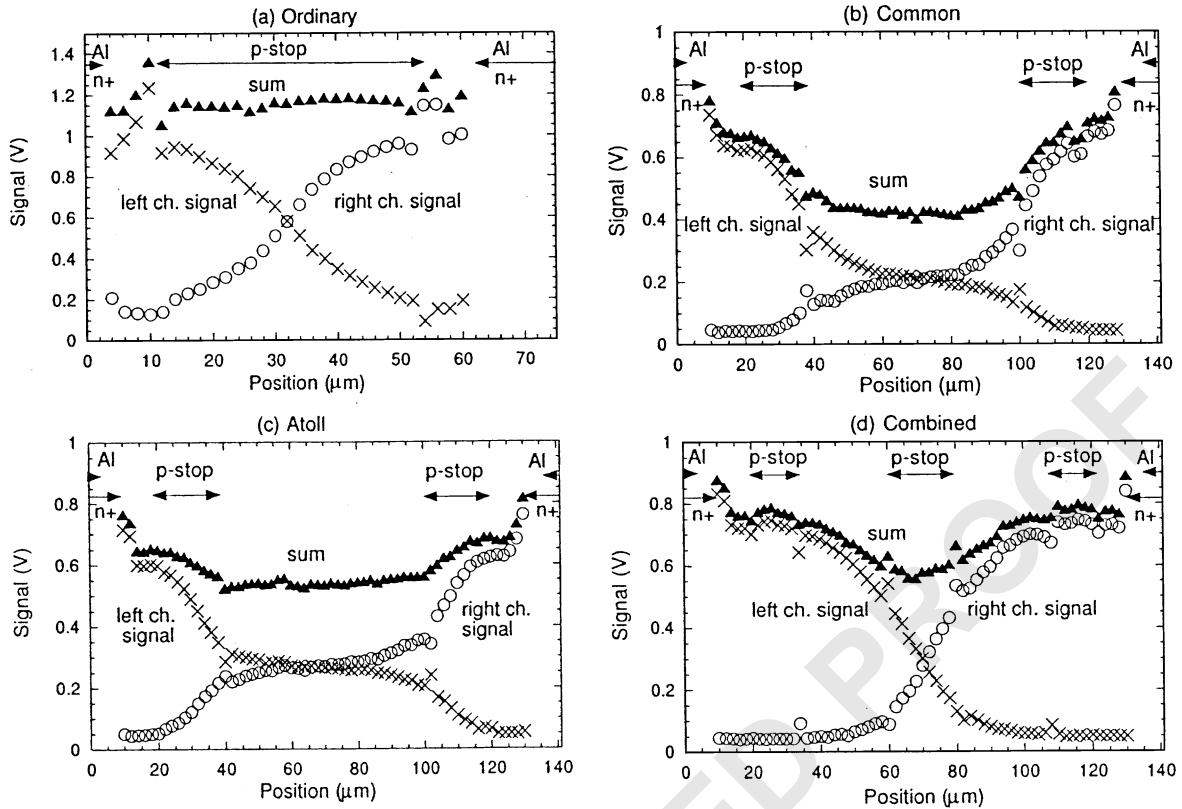 (a) Ordinary
Al
n+
p-stop
Al
n+
sum
left ch. signal
right ch. signal
Signal (V)
0
0.2
0.4
0.6
0.8
1
1.2
1.4
0 10 20 30 40 50 60 70
Position (μm)
(b) Common
Al
n+
p-stop
p-stop
Al
n+
sum
left ch. signal
right ch. signal
Signal (V)
0
0.2
0.4
0.6
0.8
1
0 20 40 60 80 100 120 140
Position (μm)
(c) Atoll
Al
n+
p-stop
p-stop
Al
n+
sum
left ch.
signal
right ch.
signal
Signal (V)
0
0.2
0.4
0.6
0.8
1
0 20 40 60 80 100 120 140
Position (μm)
(d) Combined
Al
n+
p-stop
p-stop
p-stop
Al
n+
sum
left ch. signal
right ch. signal
Signal (V)
0
0.2
0.4
0.6
0.8
1
0 20 40 60 80 100 120 140
Position (μm)
ED PROOF